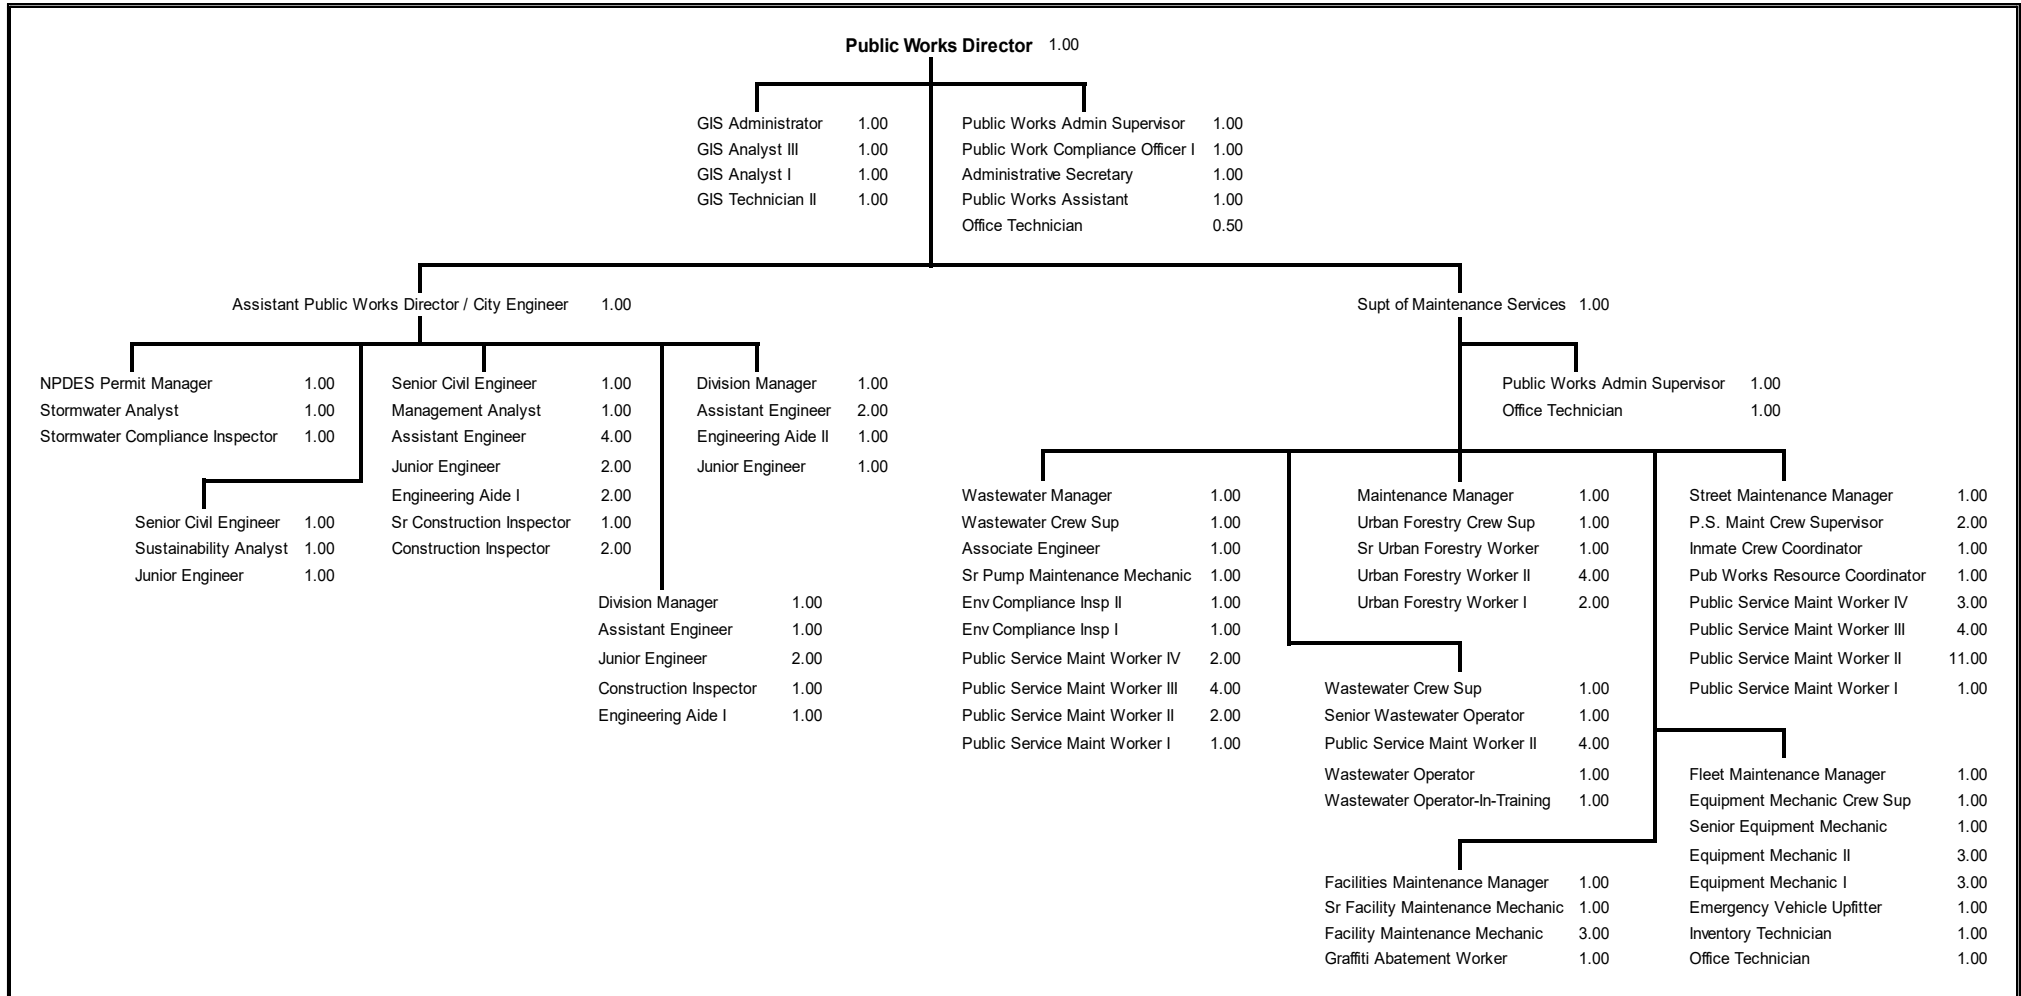 Public Works Director 1.00
GIS Administrator 1.00
GIS Analyst III 1.00
GIS Analyst I 1.00
GIS Technician II 1.00
Public Works Admin Supervisor 1.00
Public Work Compliance Officer I 1.00
Administrative Secretary 1.00
Public Works Assistant 1.00
Office Technician 0.50
Assistant Public Works Director / City Engineer 1.00
NPDES Permit Manager 1.00
Stormwater Analyst 1.00
Stormwater Compliance Inspector 1.00
Senior Civil Engineer 1.00
Sustainability Analyst 1.00
Junior Engineer 1.00
Senior Civil Engineer 1.00
Management Analyst 1.00
Assistant Engineer 4.00
Junior Engineer 2.00
Engineering Aide I 2.00
Sr Construction Inspector 1.00
Construction Inspector 2.00
Division Manager 1.00
Assistant Engineer 1.00
Junior Engineer 2.00
Construction Inspector 1.00
Engineering Aide I 1.00
Division Manager 1.00
Assistant Engineer 2.00
Engineering Aide II 1.00
Junior Engineer 1.00
Supt of Maintenance Services 1.00
Public Works Admin Supervisor 1.00
Office Technician 1.00
Wastewater Manager 1.00
Wastewater Crew Sup 1.00
Associate Engineer 1.00
Sr Pump Maintenance Mechanic 1.00
Env Compliance Insp II 1.00
Env Compliance Insp I 1.00
Public Service Maint Worker IV 2.00
Public Service Maint Worker III 4.00
Public Service Maint Worker II 2.00
Public Service Maint Worker I 1.00
Maintenance Manager 1.00
Urban Forestry Crew Sup 1.00
Sr Urban Forestry Worker 1.00
Urban Forestry Worker II 4.00
Urban Forestry Worker I 2.00
Wastewater Crew Sup 1.00
Senior Wastewater Operator 1.00
Public Service Maint Worker II 4.00
Wastewater Operator 1.00
Wastewater Operator-In-Training 1.00
Facilities Maintenance Manager 1.00
Sr Facility Maintenance Mechanic 1.00
Facility Maintenance Mechanic 3.00
Graffiti Abatement Worker 1.00
Street Maintenance Manager 1.00
P.S. Maint Crew Supervisor 2.00
Inmate Crew Coordinator 1.00
Pub Works Resource Coordinator 1.00
Public Service Maint Worker IV 3.00
Public Service Maint Worker III 4.00
Public Service Maint Worker II 11.00
Public Service Maint Worker I 1.00
Fleet Maintenance Manager 1.00
Equipment Mechanic Crew Sup 1.00
Senior Equipment Mechanic 1.00
Equipment Mechanic II 3.00
Equipment Mechanic I 3.00
Emergency Vehicle Upfitter 1.00
Inventory Technician 1.00
Office Technician 1.00